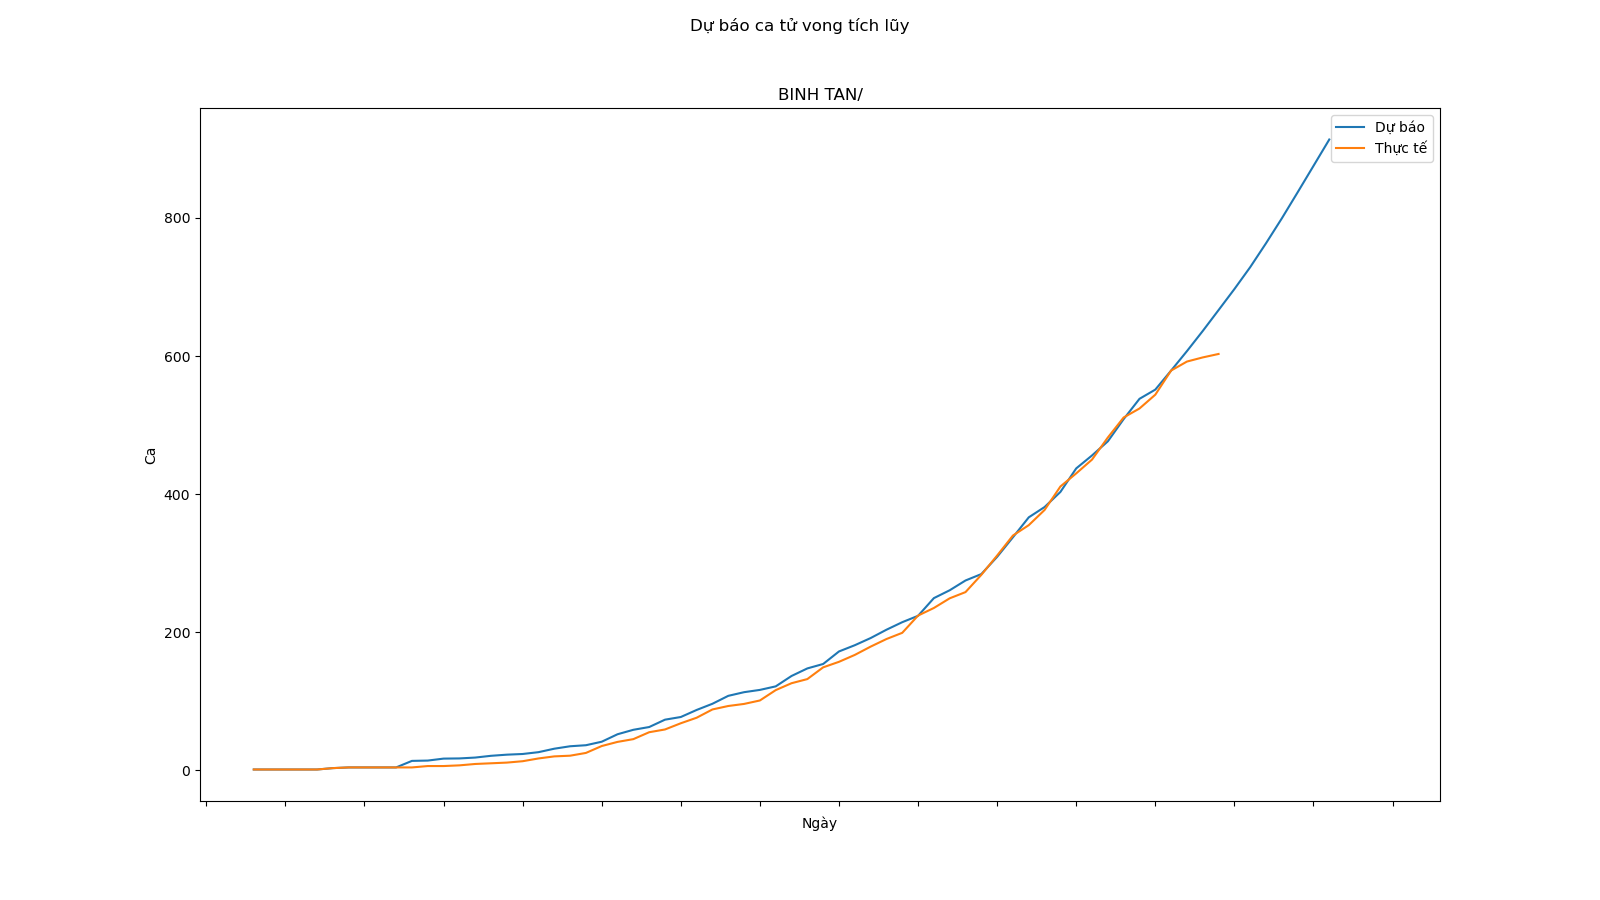 Dự báo ca tử vong tích lũy
BINH TAN/
Dự báo
Thực tế
800
600
400
200
0
Ca
Ngày